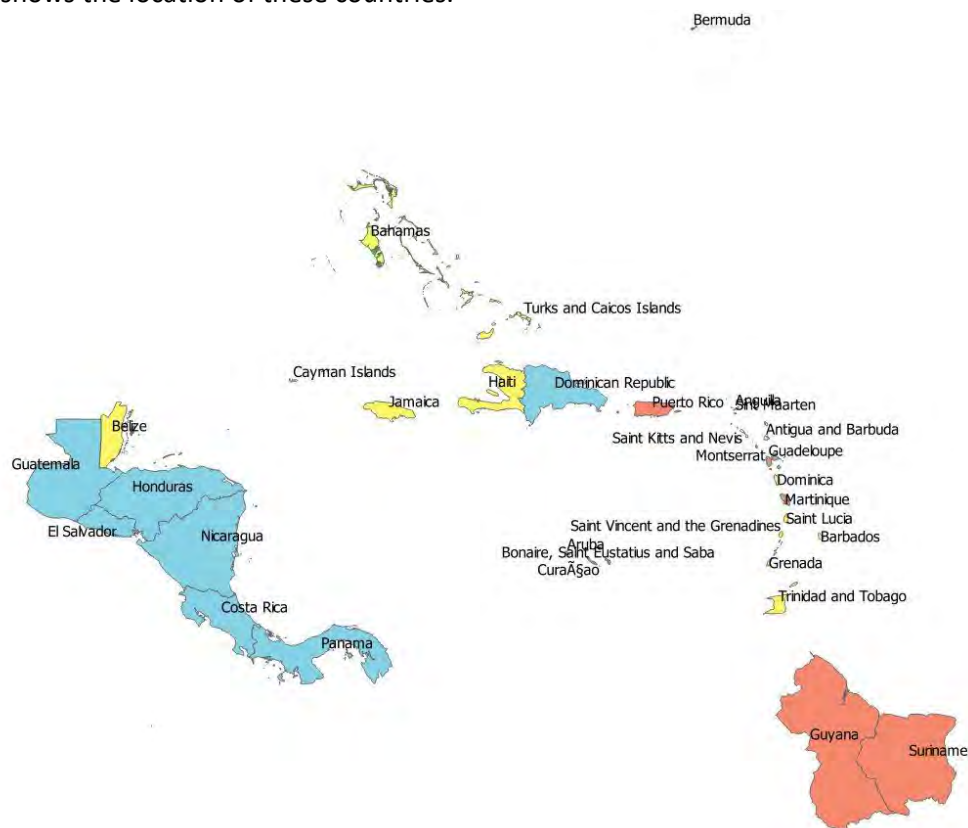 shows the location of these countries.
Bermuda
Bahamas
Turks and Caicos Islands
Cayman Islands
Haiti
Dominican Republic
Jamaica
Puerto Rico
Anguilla
Sint Maarten
Belize
Antigua and Barbuda
Saint Kitts and Nevis
Guadeloupe
Montserrat
Guatemala
Dominica
Honduras
Martinique
Saint Lucia
El Salvador
Nicaragua
Saint Vincent and the Grenadines
Barbados
Aruba
Bonaire, Saint Eustatius and Saba
CuraÃ§ao
Grenada
Trinidad and Tobago
Costa Rica
Panama
Guyana
Suriname